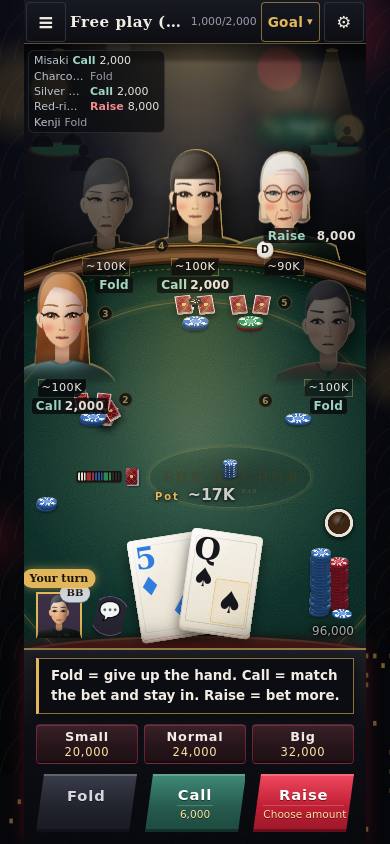 Free play (...
1,000/2,000
Goal ▾
Misaki Call 2,000
Charco... Fold
Silver ... Call 2,000
Red-ri... Raise 8,000
Kenji Fold
Raise 8,000
D
4
~100K
Fold
~100K
Call 2,000
~90K
3
5
~100K
Call 2,000
2
6
~100K
Fold
Pot ~17K
5
Q
Your turn
BB
96,000
Fold = give up the hand. Call = match
the bet and stay in. Raise = bet more.
Small
20,000
Normal
24,000
Big
32,000
Fold
Call
6,000
Raise
Choose amount